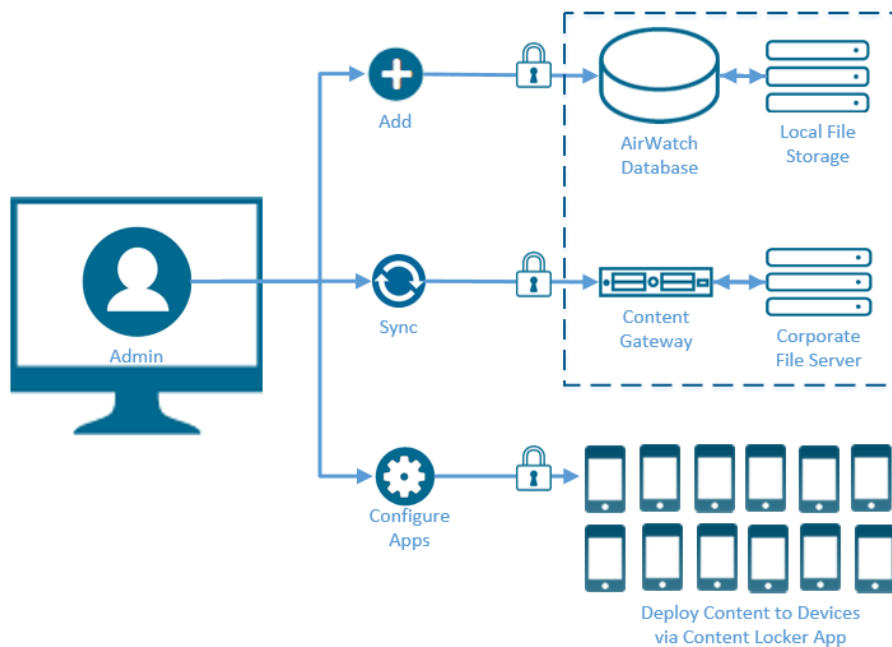 Add
AirWatch
Database
Local File
Storage
Admin
Sync
Content
Gateway
Corporate
File Server
Configure
Apps
Deploy Content to Devices
via Content Locker App